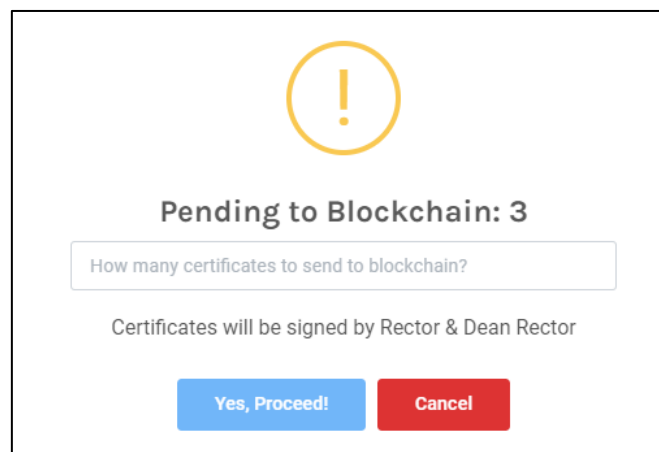 Pending to Blockchain: 3
How many certificates to send to blockchain?
Certificates will be signed by Rector & Dean Rector
Yes, Proceed! Cancel